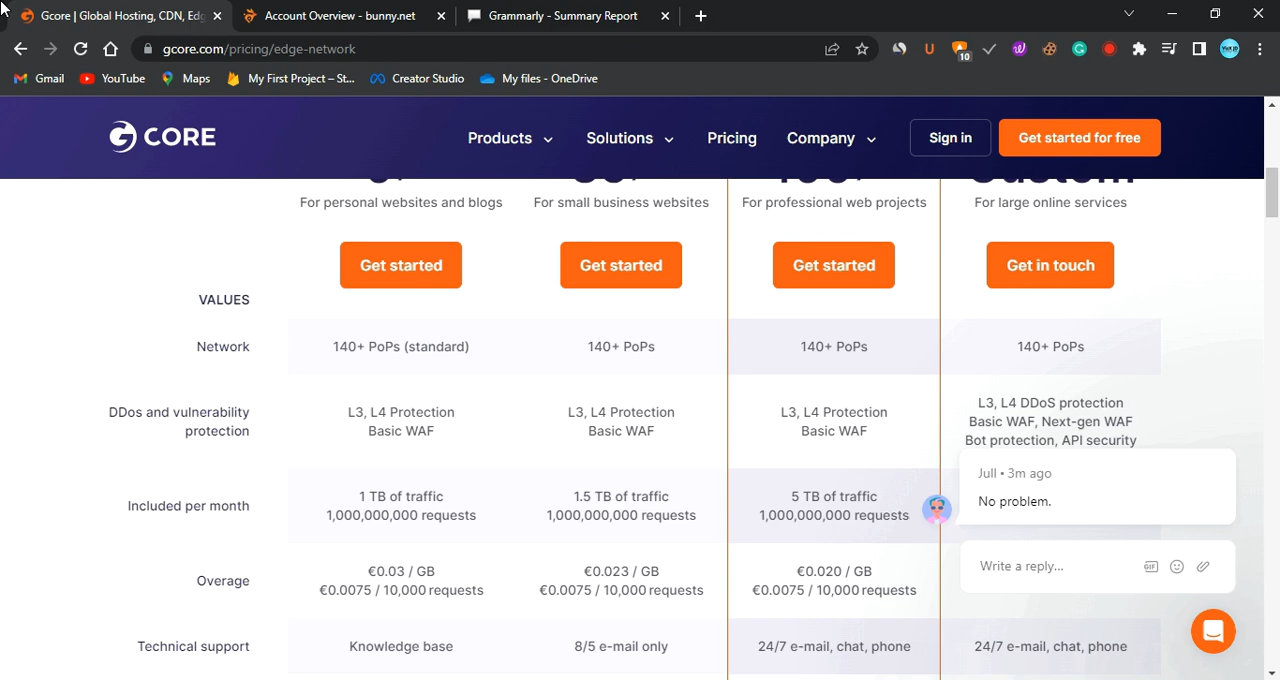 Gcore | Global Hosting, CDN, Edg
Account Overview - bunny.net
Grammarly - Summary Report
gcore.com/pricing/edge-network
10
Gmail
YouTube
Maps
My First Project – St...
Creator Studio
My files - OneDrive
CORE
Products
Solutions
Pricing
Company
Sign in
Get started for free
Custom
For personal websites and blogs
For small business websites
For professional web projects
For large online services
Get started
Get started
Get started
Get in touch
VALUES
Network
140+ PoPs (standard)
140+ PoPs
140+ PoPs
140+ PoPs
DDos and vulnerability
protection
L3, L4 Protection
Basic WAF
L3, L4 Protection
Basic WAF
L3, L4 Protection
Basic WAF
L3, L4 DDoS protection
Basic WAF, Next-gen WAF
Bot protection, API security
Included per month
1 TB of traffic
1,000,000,000 requests
1.5 TB of traffic
1,000,000,000 requests
5 TB of traffic
1,000,000,000 requests
Jull • 3m ago
No problem.
Write a reply...
GIF
Overage
€0.03 / GB
€0.0075 / 10,000 requests
€0.023 / GB
€0.0075 / 10,000 requests
€0.020 / GB
€0.0075 / 10,000 requests
Technical support
Knowledge base
8/5 e-mail only
24/7 e-mail, chat, phone
24/7 e-mail, chat, phone